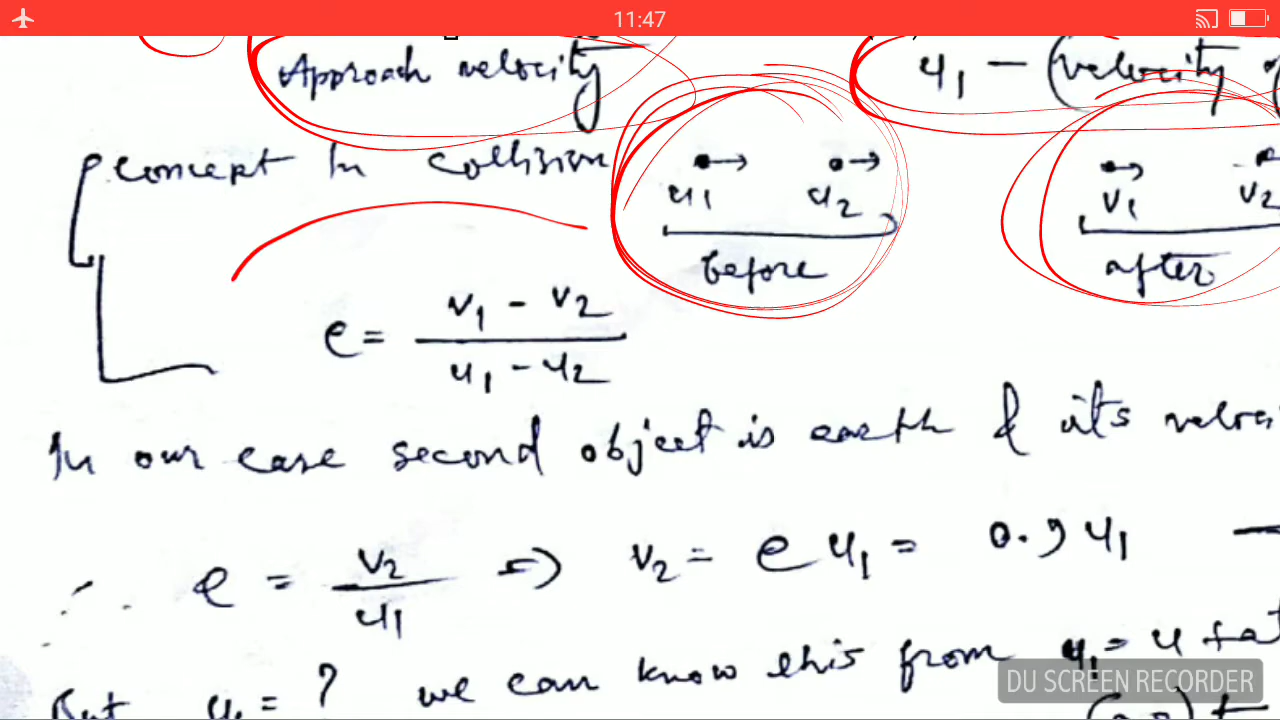 11:47
Approach velocity
u1 - (velocity of
concept in collision
u1 u2
v1 v2
before
after
e = v1 - v2 / u1 - u2
In our case second object is earth & its veloci
∴ e = v2 / u1 ⇒ v2 = e u1 = 0.9 u1 —
But u1 = ? we can know this from u1 = u +
DU SCREEN RECORDER